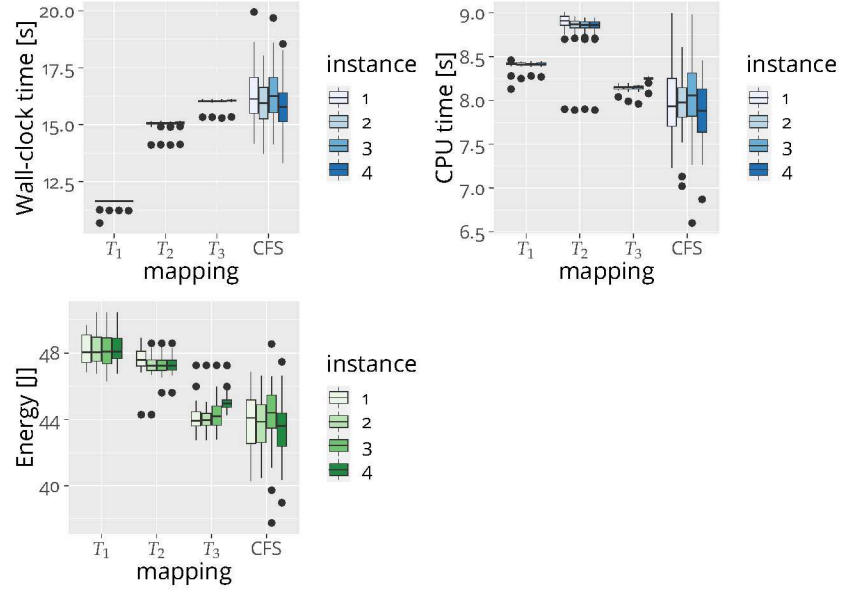 Wall-clock time [s]
20.0
17.5
15.0
12.5
T1 T2 T3 CFS
mapping
instance
1
2
3
4
CPU time [s]
9.0
8.5
8.0
7.5
7.0
6.5
T1 T2 T3 CFS
mapping
instance
1
2
3
4
Energy [J]
48
44
40
T1 T2 T3 CFS
mapping
instance
1
2
3
4